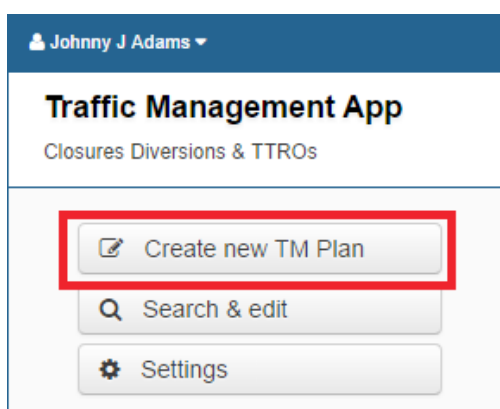 Johnny J Adams
Traffic Management App
Closures Diversions & TTROs
Create new TM Plan
Search & edit
Settings